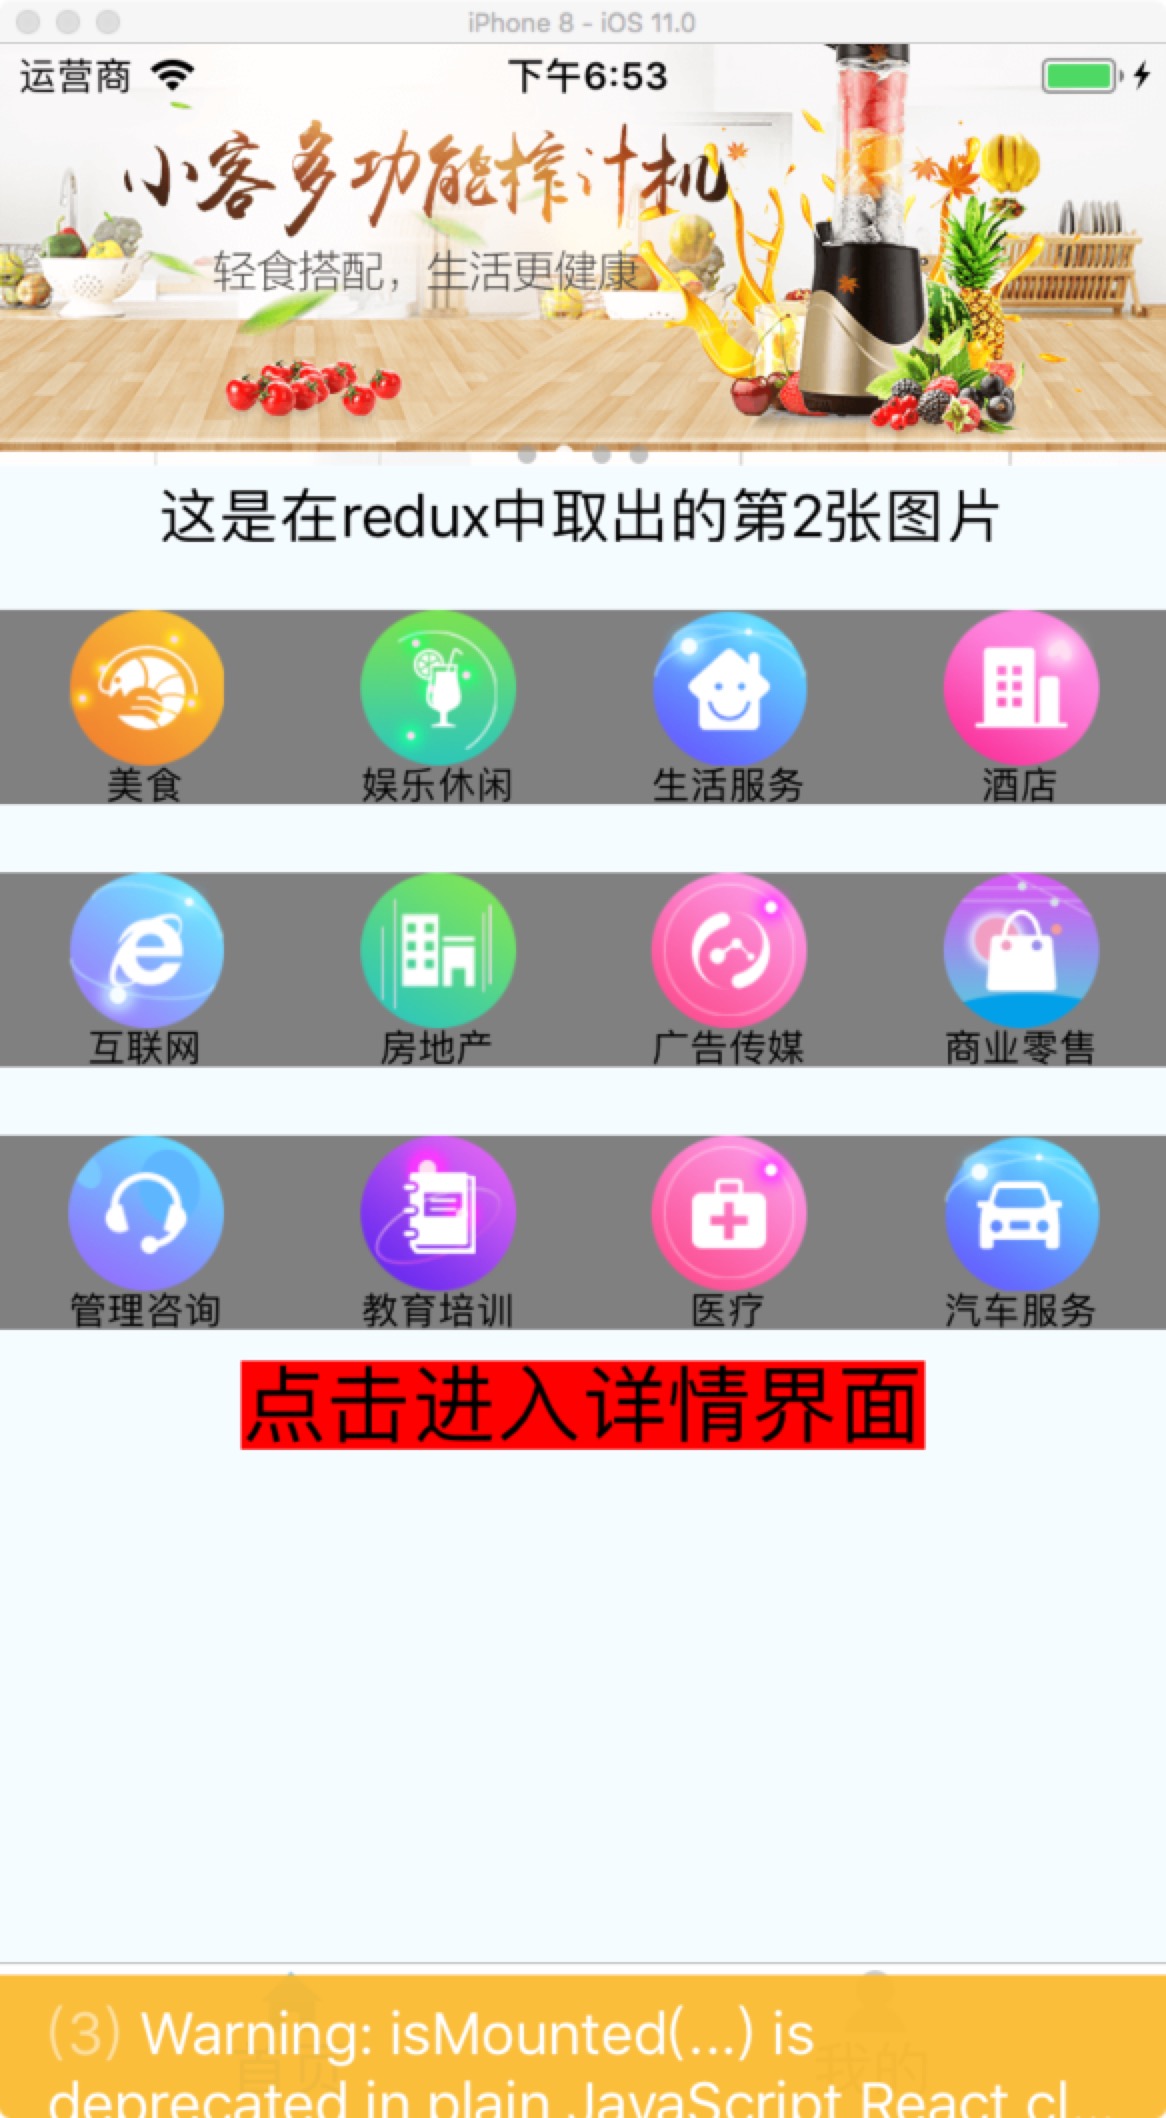 iPhone 8 - iOS 11.0
运营商 下午6:53
小客多功能榨汁机
轻食搭配，生活更健康
这是在redux中取出的第2张图片
美食 娱乐休闲 生活服务 酒店
互联网 房地产 广告传媒 商业零售
管理咨询 教育培训 医疗 汽车服务
点击进入详情界面
(3) Warning: isMounted(...) is
deprecated in plain JavaScript React cl...
首页 我的